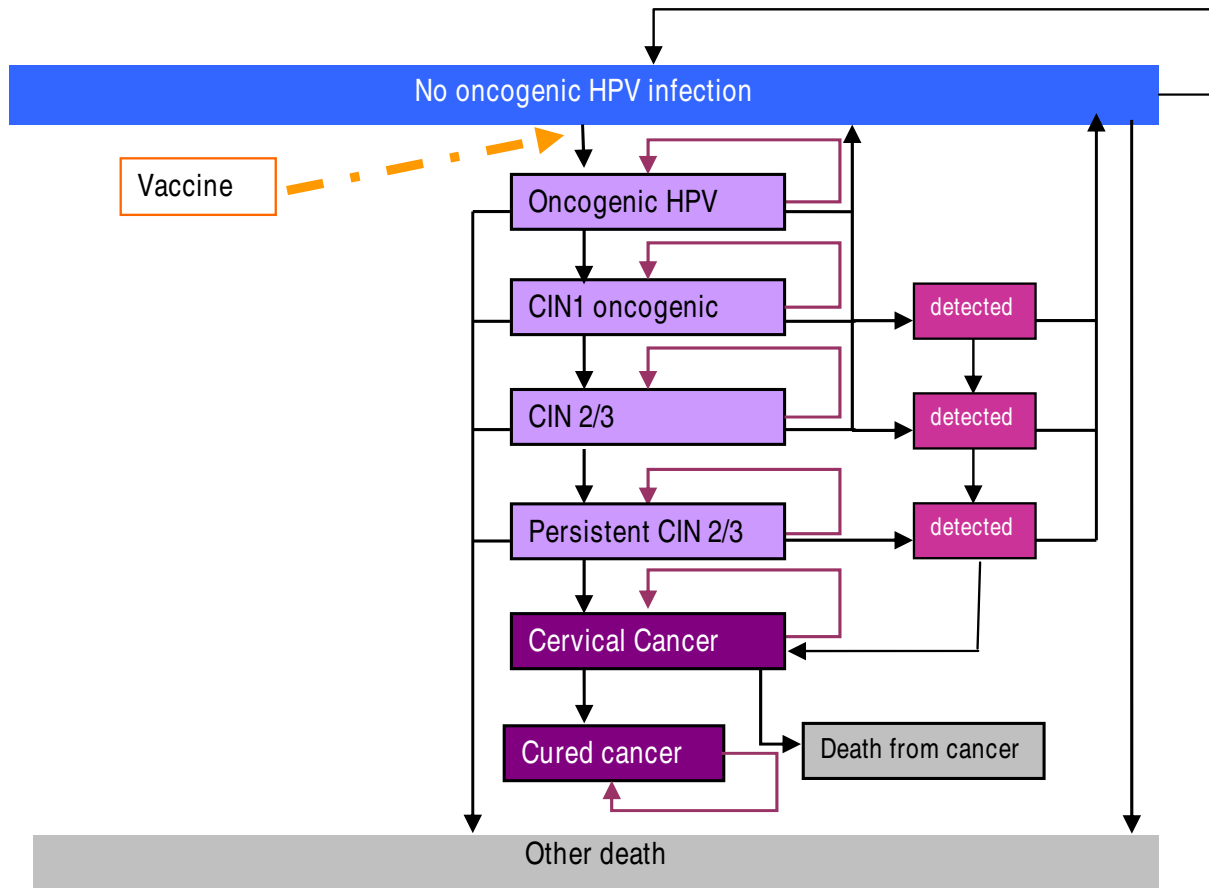 No oncogenic HPV infection
Vaccine
Oncogenic HPV
CIN1 oncogenic
detected
CIN 2/3
detected
Persistent CIN 2/3
detected
Cervical Cancer
Cured cancer
Death from cancer
Other death